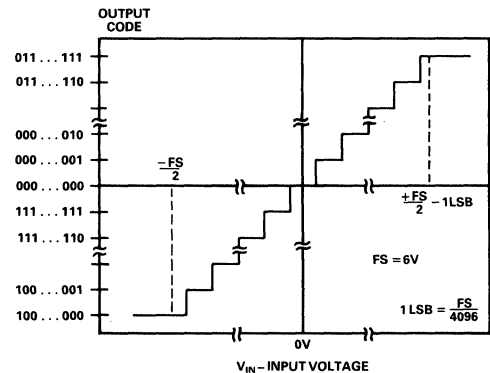 OUTPUT
CODE
011...111
011...110
000...010
000...001
000...000
111...111
111...110
100...001
100...000
−FS
2
+FS
2
− 1LSB
FS = 6V
1 LSB = FS
4096
0V
VIN – INPUT VOLTAGE